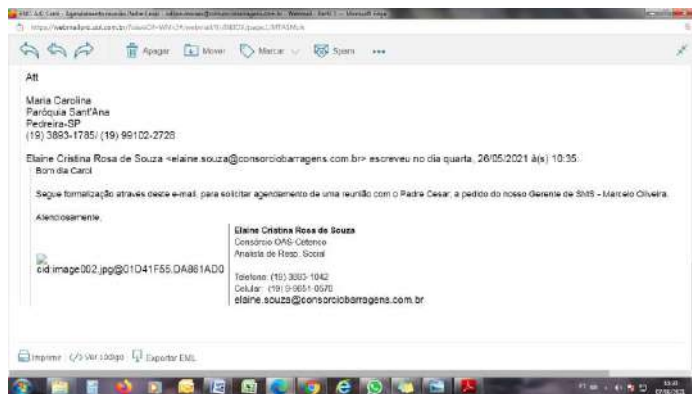 Apagar Mover Marcar Spam
Att
Maria Carolina
Paróquia Sant'Ana
Pedreira-SP
(19) 3893-1785/ (19) 99102-2728
Elaine Cristina Rosa de Souza <elaine.souza@consorciobarragens.com.br> escreveu no dia quarta, 26/05/2021 à(s) 10:35:
Bom dia Carol
Segue formalização através deste e-mail, para solicitar agendamento de uma reunião com o Padre Cesar, a pedido do nosso Gerente de SMS - Marcelo Oliveira.
Atenciosamente,
Elaine Cristina Rosa de Souza
Consórcio OAS-Cetenco
Analista de Resp. Social
cid:image002.jpg@01D41F55.DA861AD0
Telefone: (19) 3893-1042
Celular: (19) 9-9651-0570
elaine.souza@consorciobarragens.com.br
Imprimir Ver código Exportar EML